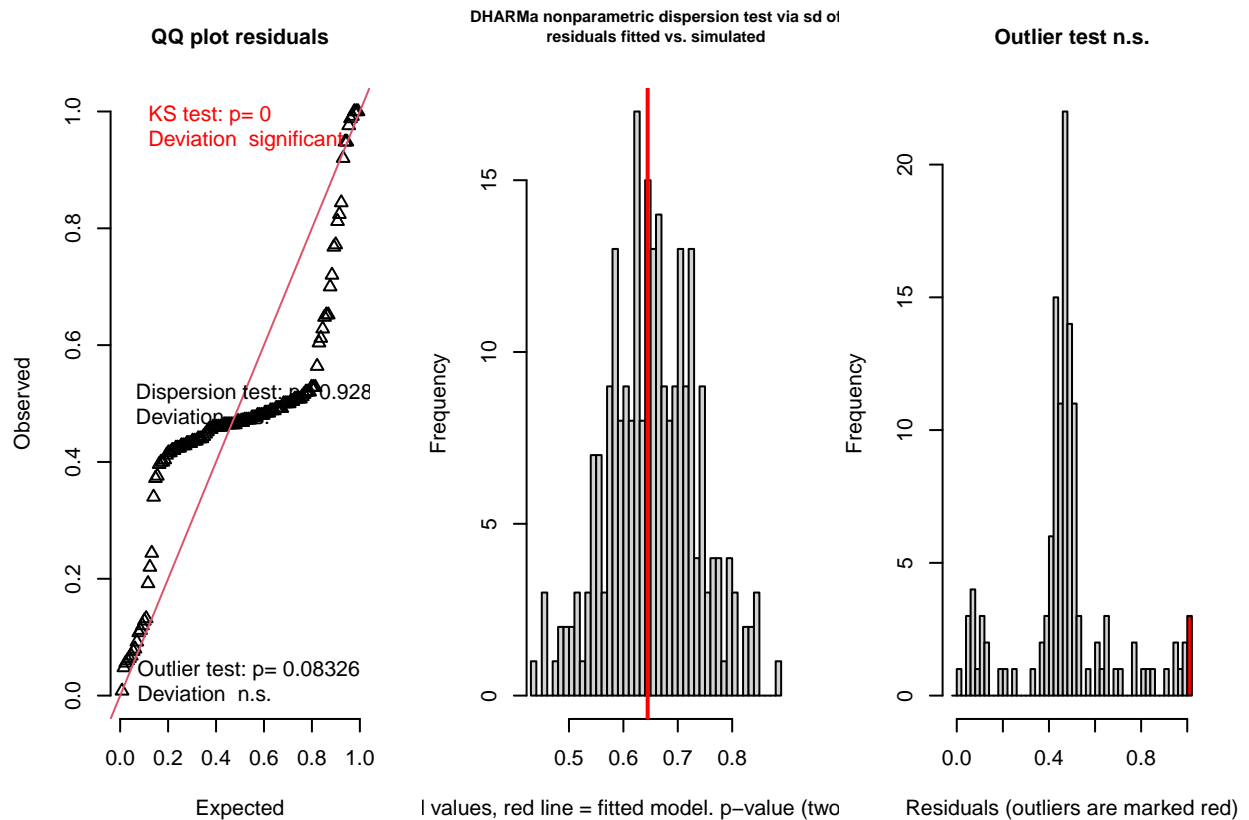 QQ plot residuals
KS test: p= 0
Deviation significant
Dispersion test: p= 0.928
Deviation n.s.
Outlier test: p= 0.08326
Deviation n.s.
Observed
0.0 0.2 0.4 0.6 0.8 1.0
0.0 0.2 0.4 0.6 0.8 1.0
Expected
DHARMa nonparametric dispersion test via sd of
residuals fitted vs. simulated
Frequency
0 5 10 15
0.5 0.6 0.7 0.8
values, red line = fitted model. p−value (two
Outlier test n.s.
Frequency
0 5 10 15 20
0.0 0.4 0.8
Residuals (outliers are marked red)